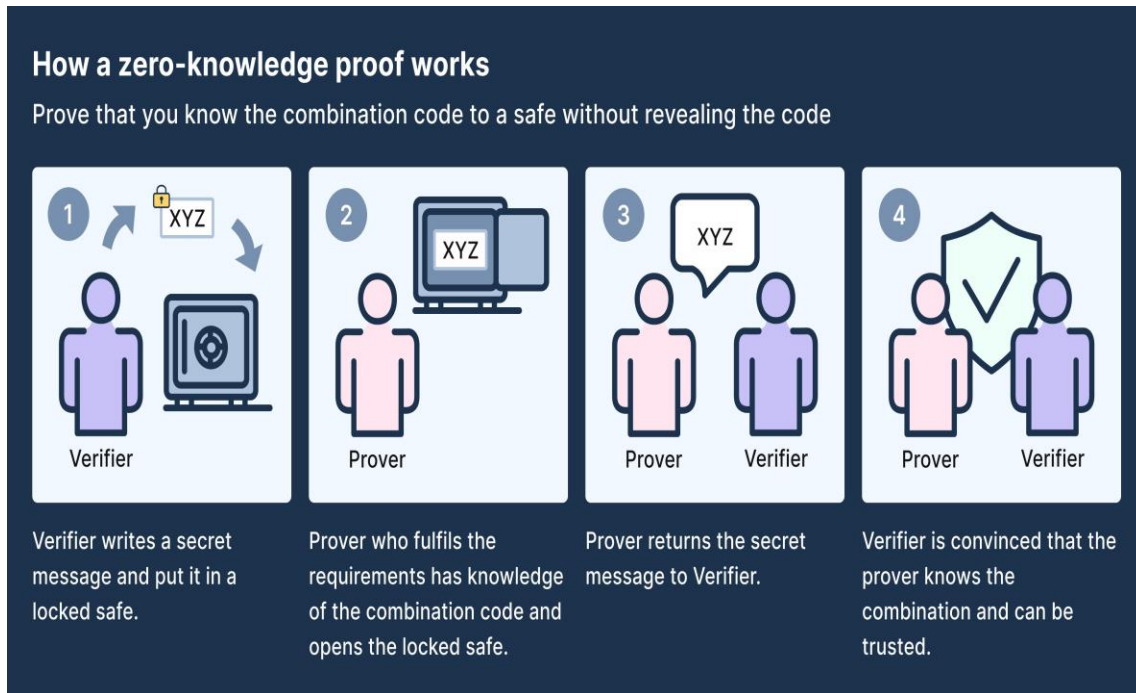 How a zero-knowledge proof works
Prove that you know the combination code to a safe without revealing the code
1
XYZ
Verifier
2
XYZ
Prover
3
XYZ
Prover
Verifier
4
Prover
Verifier
Verifier writes a secret
message and put it in a
locked safe.
Prover who fulfils the
requirements has knowledge
of the combination code and
opens the locked safe.
Prover returns the secret
message to Verifier.
Verifier is convinced that the
prover knows the
combination and can be
trusted.